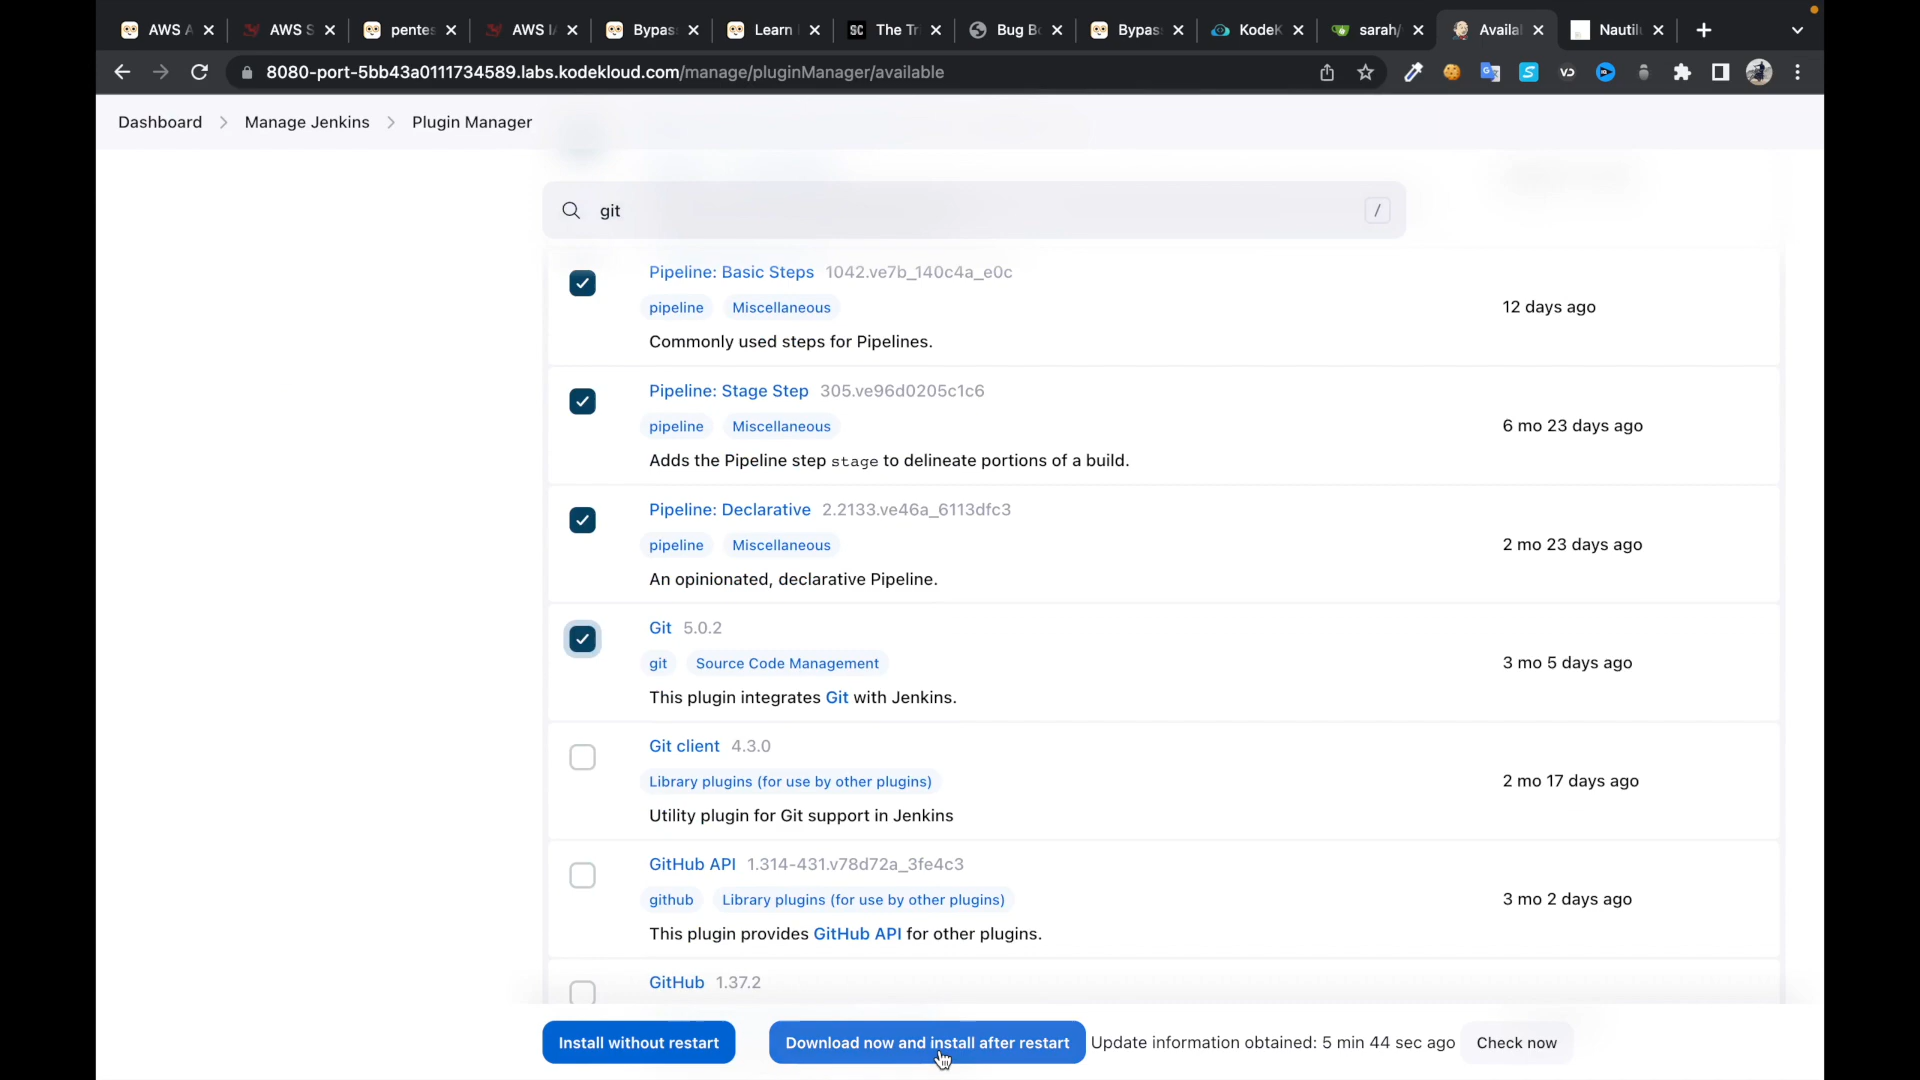 AWS A
AWS S
pentes
AWS I
Bypas
Learn
SC
The Tr
Bug B
Bypas
KodeK
sarah/
Availa
Nautil
8080-port-5bb43a0111734589.labs.kodekloud.com/manage/pluginManager/available
Dashboard > Manage Jenkins > Plugin Manager
git /
Pipeline: Basic Steps 1042.ve7b_140c4a_e0c
pipeline Miscellaneous
12 days ago
Commonly used steps for Pipelines.
Pipeline: Stage Step 305.ve96d0205c1c6
pipeline Miscellaneous
6 mo 23 days ago
Adds the Pipeline step stage to delineate portions of a build.
Pipeline: Declarative 2.2133.ve46a_6113dfc3
pipeline Miscellaneous
2 mo 23 days ago
An opinionated, declarative Pipeline.
Git 5.0.2
git Source Code Management
3 mo 5 days ago
This plugin integrates Git with Jenkins.
Git client 4.3.0
Library plugins (for use by other plugins)
2 mo 17 days ago
Utility plugin for Git support in Jenkins
GitHub API 1.314-431.v78d72a_3fe4c3
github Library plugins (for use by other plugins)
3 mo 2 days ago
This plugin provides GitHub API for other plugins.
GitHub 1.37.2
Install without restart
Download now and install after restart
Update information obtained: 5 min 44 sec ago
Check now